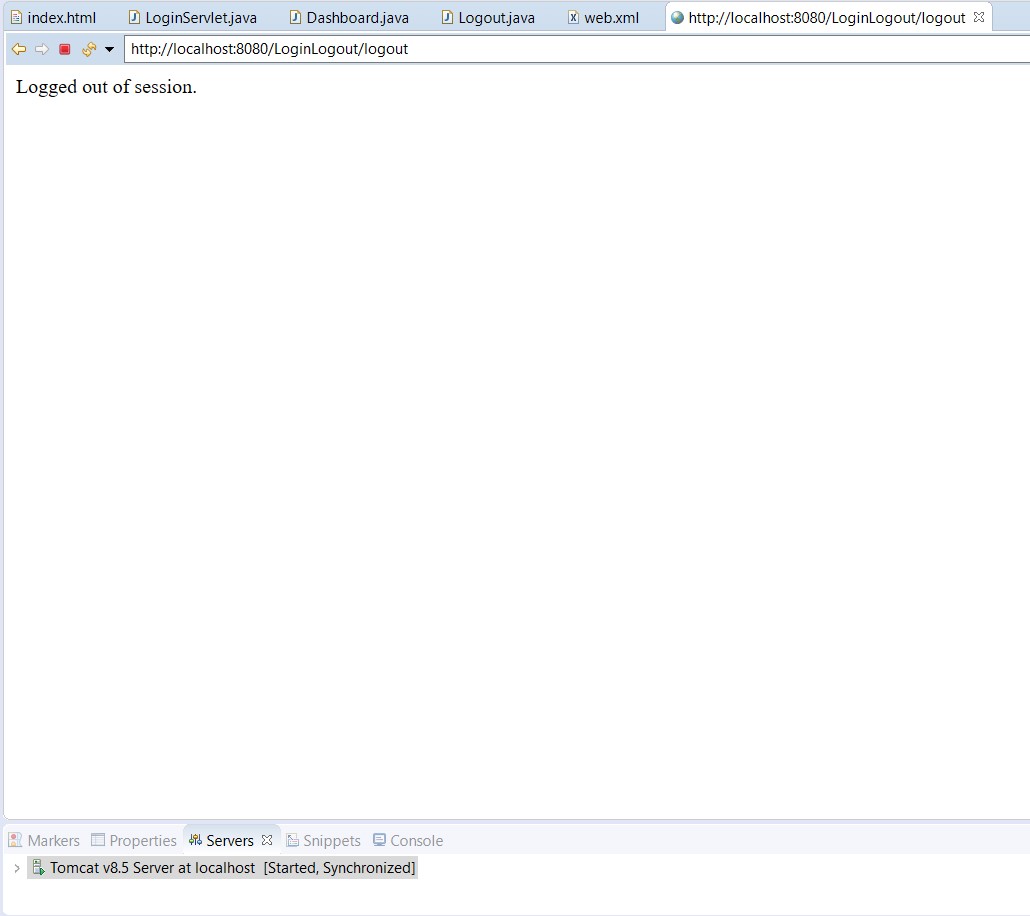 index.html LoginServlet.java Dashboard.java Logout.java web.xml http://localhost:8080/LoginLogout/logout
http://localhost:8080/LoginLogout/logout
Logged out of session.
Markers Properties Servers Snippets Console
Tomcat v8.5 Server at localhost [Started, Synchronized]